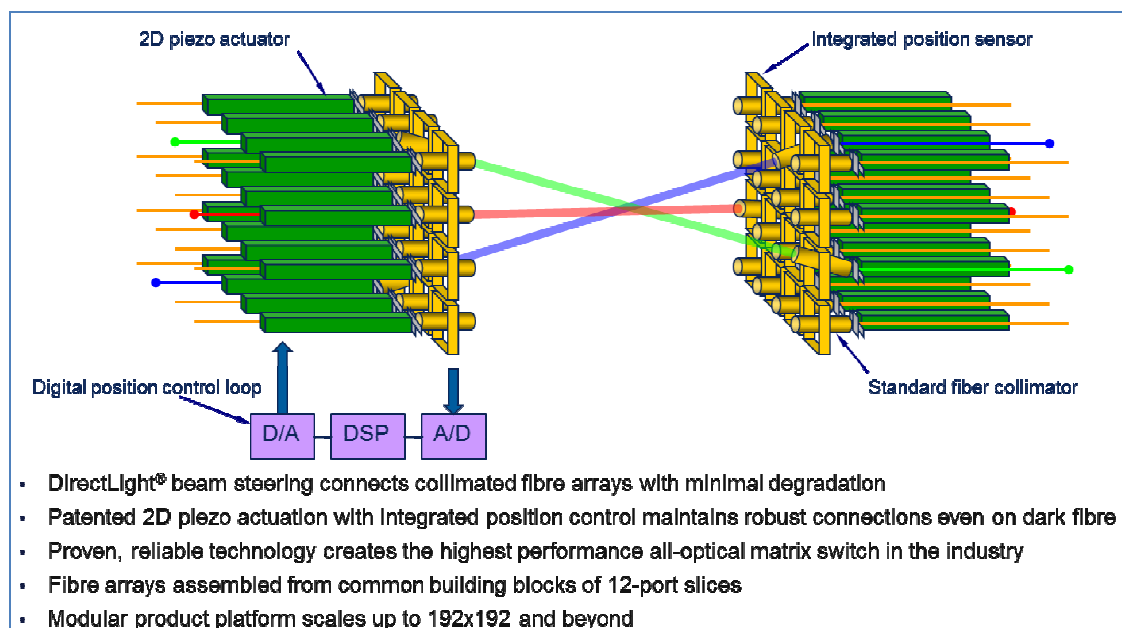 2D piezo actuator
Integrated position sensor
Digital position control loop
Standard fiber collimator
D/A
DSP
A/D
▪ DirectLight® beam steering connects collimated fibre arrays with minimal degradation
▪ Patented 2D piezo actuation with integrated position control maintains robust connections even on dark fibre
▪ Proven, reliable technology creates the highest performance all-optical matrix switch in the industry
▪ Fibre arrays assembled from common building blocks of 12-port slices
▪ Modular product platform scales up to 192x192 and beyond